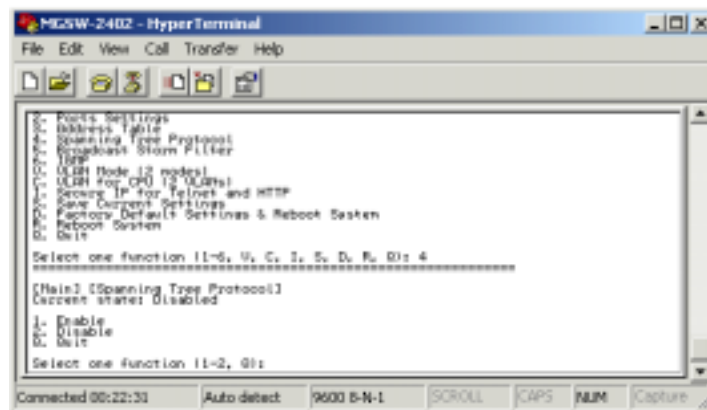 MGSW-2402 - HyperTerminal
File Edit View Call Transfer Help
2. Ports Settings
3. Address Table
4. Spanning Tree Protocol
5. Broadcast Storm Filter
6. IGMP
V. VLAN Mode (2 modes)
C. VLAN for CPU (2 VLANs)
I. Secure IP for Telnet and HTTP
S. Save Current Settings
D. Factory Default Settings & Reboot System
R. Reboot System
Q. Quit
Select one function (1-6, V, C, I, S, D, R, Q): 4
[Main] [Spanning Tree Protocol]
Current state: Disabled
1. Enable
2. Disable
Q. Quit
Select one function (1-2, Q):
Connected 00:22:31 Auto detect 9600 8-N-1 SCROLL CAPS NUM Capture